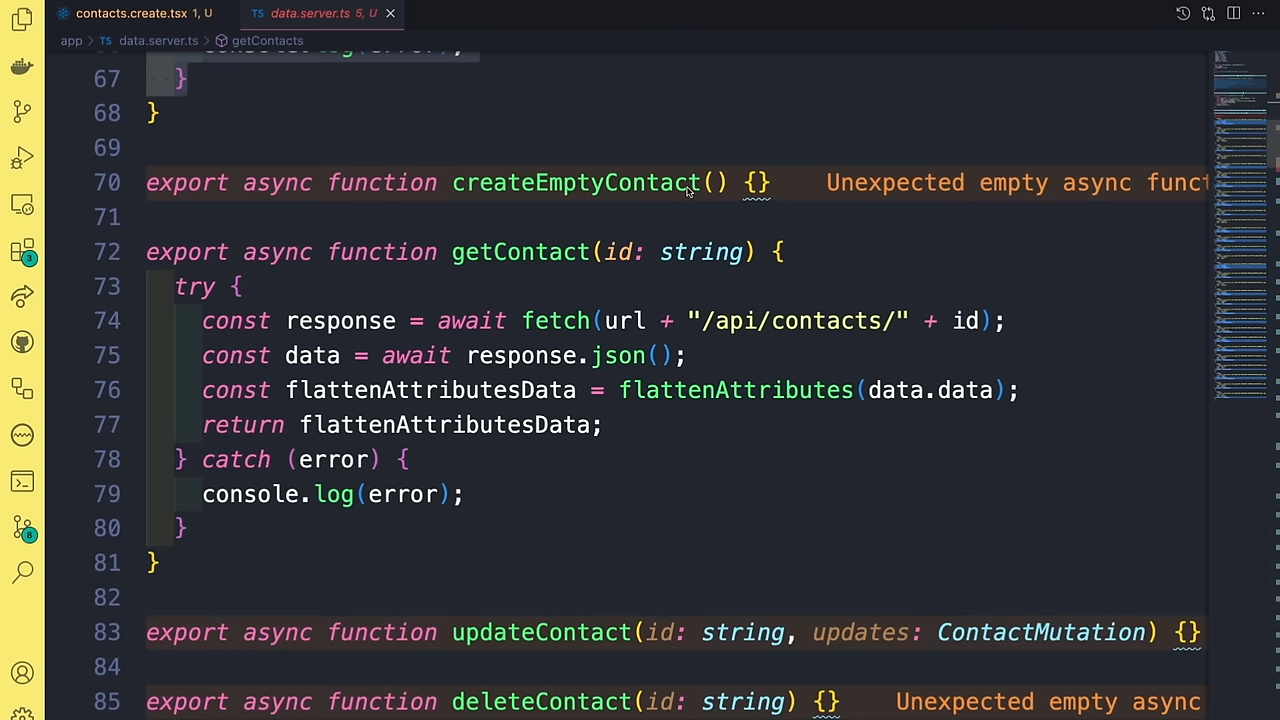 contacts.create.tsx 1, U
TS data.server.ts 5, U
app > TS data.server.ts > getContacts
67 }
68 }
69
70 export async function createEmptyContact() {} Unexpected empty async funct
71
72 export async function getContact(id: string) {
73 try {
74 const response = await fetch(url + "/api/contacts/" + id);
75 const data = await response.json();
76 const flattenAttributesData = flattenAttributes(data.data);
77 return flattenAttributesData;
78 } catch (error) {
79 console.log(error);
80 }
81 }
82
83 export async function updateContact(id: string, updates: ContactMutation) {}
84
85 export async function deleteContact(id: string) {} Unexpected empty async
3
8